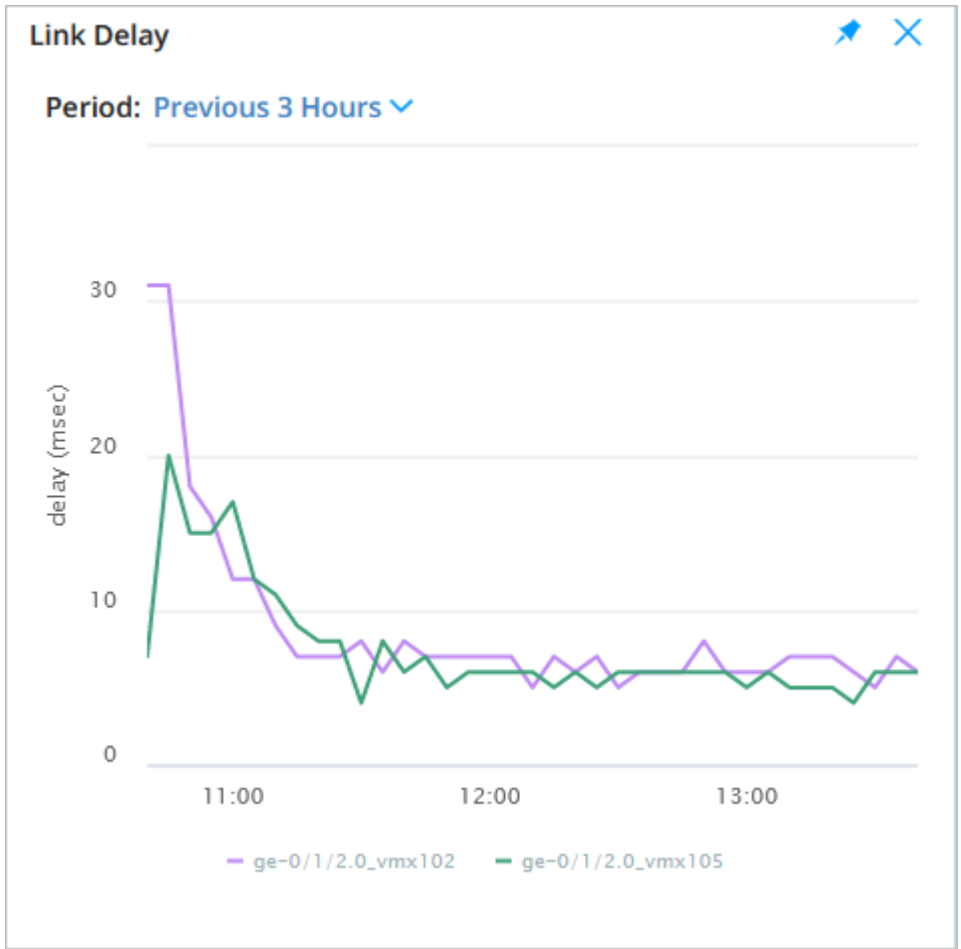 Link Delay
Period: Previous 3 Hours
30
20
10
0
delay (msec)
11:00 12:00 13:00
ge-0/1/2.0_vmx102 ge-0/1/2.0_vmx105